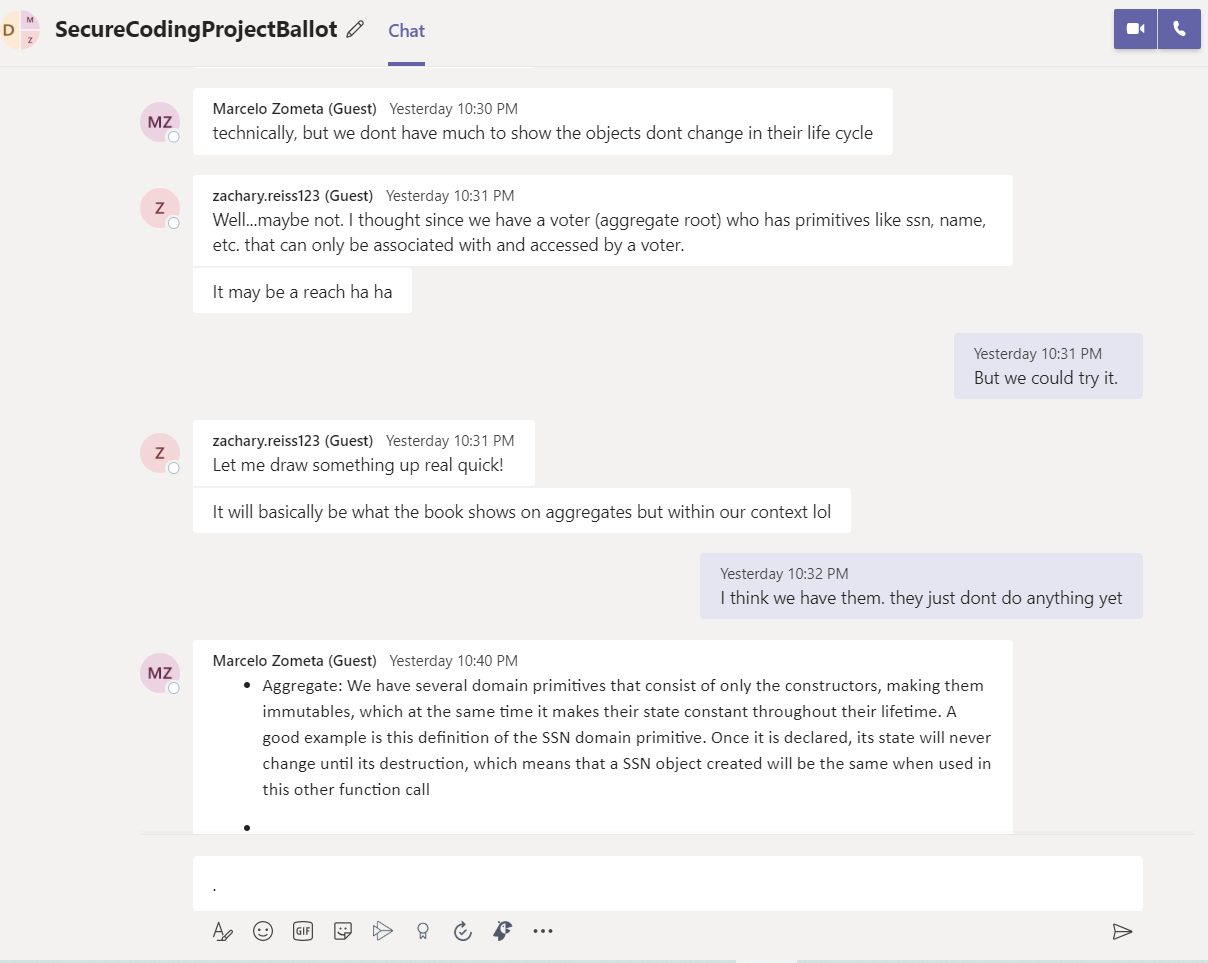 D M Z
SecureCodingProjectBallot
Chat
MZ
Marcelo Zometa (Guest) Yesterday 10:30 PM
technically, but we dont have much to show the objects dont change in their life cycle
Z
zachary.reiss123 (Guest) Yesterday 10:31 PM
Well...maybe not. I thought since we have a voter (aggregate root) who has primitives like ssn, name,
etc. that can only be associated with and accessed by a voter.
It may be a reach ha ha
Yesterday 10:31 PM
But we could try it.
Z
zachary.reiss123 (Guest) Yesterday 10:31 PM
Let me draw something up real quick!
It will basically be what the book shows on aggregates but within our context lol
Yesterday 10:32 PM
I think we have them. they just dont do anything yet
MZ
Marcelo Zometa (Guest) Yesterday 10:40 PM
• Aggregate: We have several domain primitives that consist of only the constructors, making them
immutables, which at the same time it makes their state constant throughout their lifetime. A
good example is this definition of the SSN domain primitive. Once it is declared, its state will never
change until its destruction, which means that a SSN object created will be the same when used in
this other function call
•
.
GIF